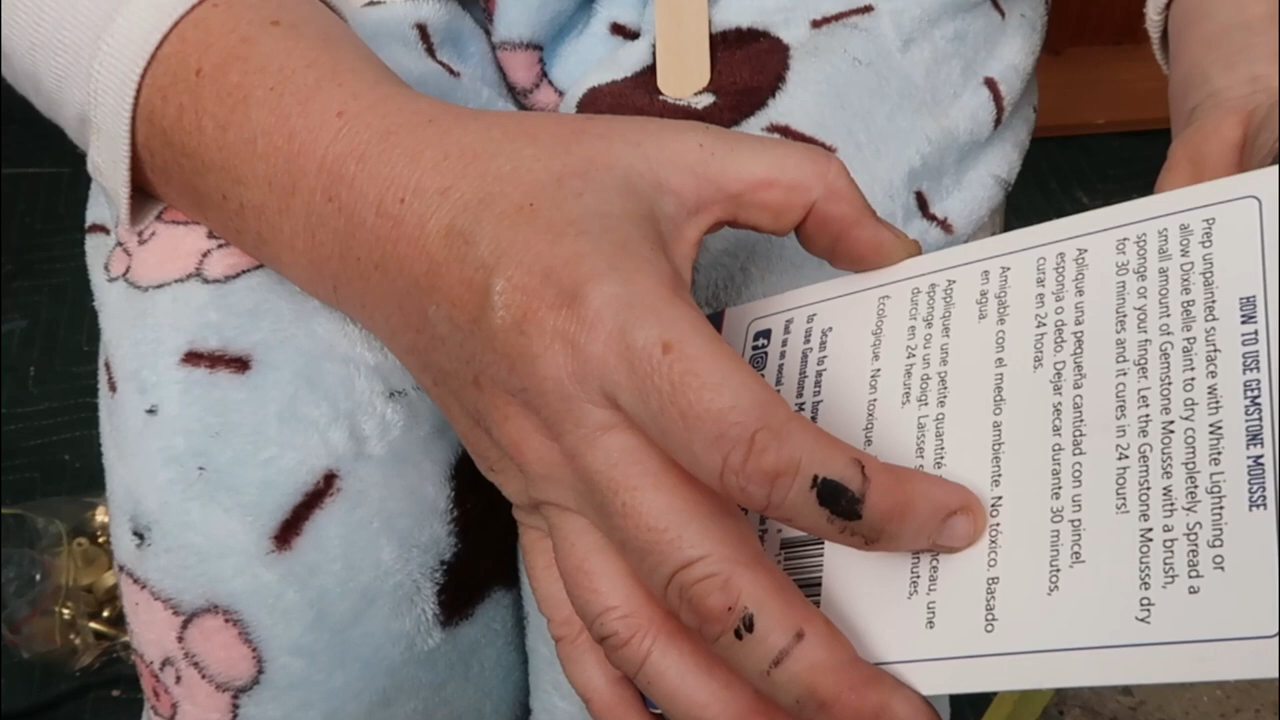 HOW TO USE GEMSTONE MOUSSE
Prep unpainted surface with White Lightning or
allow Dixie Belle Paint to dry completely. Spread a
small amount of Gemstone Mousse with a brush,
sponge or your finger. Let the Gemstone Mousse dry
for 30 minutes and it cures in 24 hours!
Aplique una pequeña cantidad con un pincel,
esponja o dedo. Dejar secar durante 30 minutos,
curar en 24 horas.
Amigable con el medio ambiente. No tóxico. Basado
en agua.
Appliquer une petite quantité
éponge ou un doigt. Laisser une
durcir en 24 heures.
Écologique. Non toxique.
Scan to learn how
to use Gemstone
Visit us on social